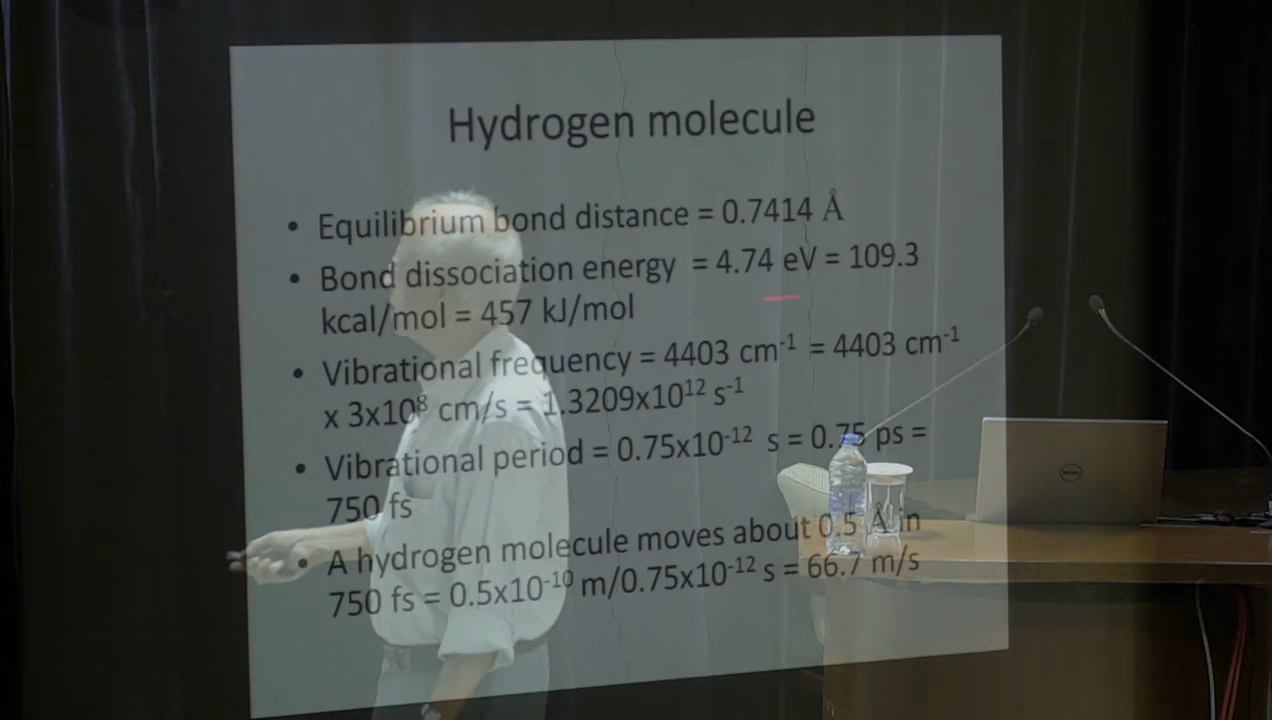 Hydrogen molecule
• Equilibrium bond distance = 0.7414 Å
• Bond dissociation energy = 4.74 eV = 109.3
kcal/mol = 457 kJ/mol
• Vibrational frequency = 4403 cm⁻¹ = 4403 cm⁻¹
x 3x10⁸ cm/s = 1.3209x10¹² s⁻¹
• Vibrational period = 0.75x10⁻¹² s = 0.75 ps =
750 fs
• A hydrogen molecule moves about 0.5 Å in
750 fs = 0.5x10⁻¹⁰ m/0.75x10⁻¹² s = 66.7 m/s
DELL